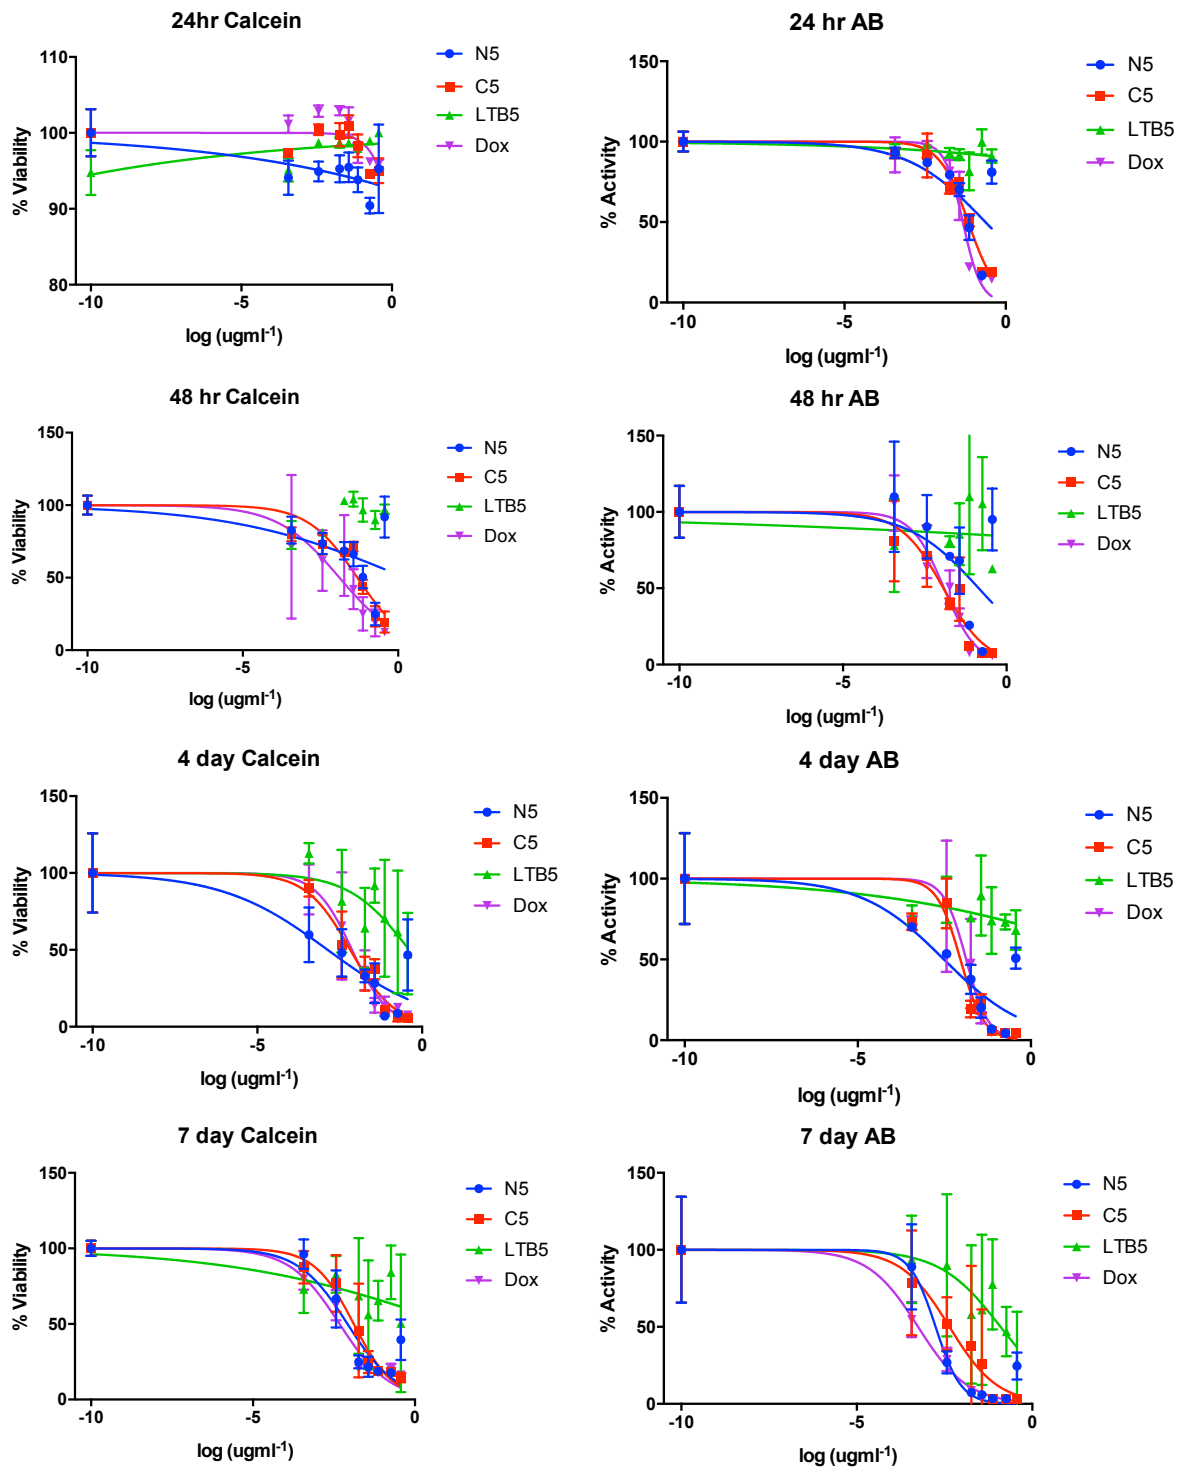 24hr Calcein
110
100
90
80
% Viability
-10
-5
0
log (ugml-1)
N5
C5
LTB5
Dox
24 hr AB
150
100
50
0
% Activity
-10
-5
0
log (ugml-1)
N5
C5
LTB5
Dox
48 hr Calcein
150
100
50
0
% Viability
-10
-5
0
log (ugml-1)
N5
C5
LTB5
Dox
48 hr AB
150
100
50
0
% Activity
-10
-5
0
log (ugml-1)
N5
C5
LTB5
Dox
4 day Calcein
150
100
50
0
% Viability
-10
-5
0
log (ugml-1)
N5
C5
LTB5
Dox
4 day AB
150
100
50
0
% Activity
-10
-5
0
log (ugml-1)
N5
C5
LTB5
Dox
7 day Calcein
150
100
50
0
% Viability
-10
-5
0
log (ugml-1)
N5
C5
LTB5
Dox
7 day AB
150
100
50
0
% Activity
-10
-5
0
log (ugml-1)
N5
C5
LTB5
Dox